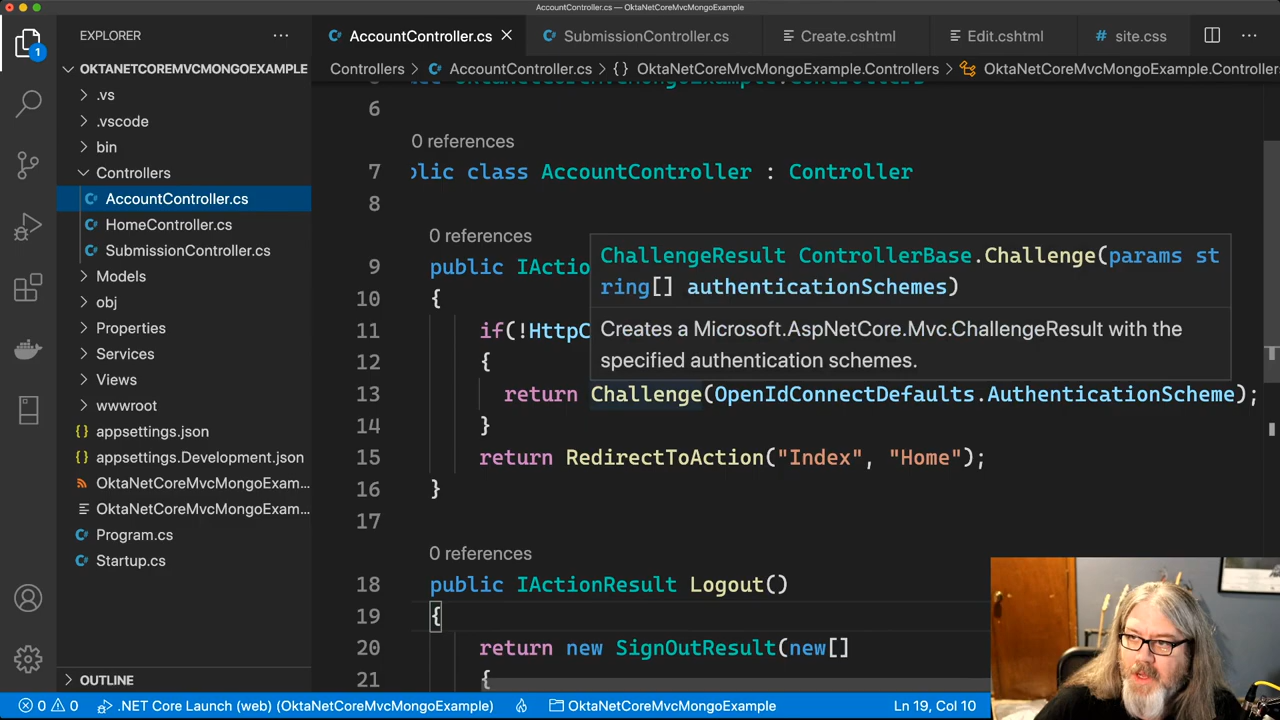 AccountController.cs — OktaNetCoreMvcMongoExample
EXPLORER
AccountController.cs
SubmissionController.cs
Create.cshtml
Edit.cshtml
site.css
OKTANETCOREMVCMONGOEXAMPLE
Controllers > AccountController.cs > {} OktaNetCoreMvcMongoExample.Controllers > OktaNetCoreMvcMongoExample.Controllers
.vs
.vscode
bin
Controllers
AccountController.cs
HomeController.cs
SubmissionController.cs
Models
obj
Properties
Services
Views
wwwroot
{} appsettings.json
{} appsettings.Development.json
OktaNetCoreMvcMongoExam...
OktaNetCoreMvcMongoExam...
Program.cs
Startup.cs
OUTLINE
6
0 references
7 blic class AccountController : Controller
8
0 references
9 public IActio
10 {
11 if(!HttpC
12 {
13 return Challenge(OpenIdConnectDefaults.AuthenticationScheme);
14 }
15 return RedirectToAction("Index", "Home");
16 }
17
0 references
18 public IActionResult Logout()
19 {
20 return new SignOutResult(new[]
21 {
ChallengeResult ControllerBase.Challenge(params st
ring[] authenticationSchemes)
Creates a Microsoft.AspNetCore.Mvc.ChallengeResult with the
specified authentication schemes.
1
0 0 .NET Core Launch (web) (OktaNetCoreMvcMongoExample) OktaNetCoreMvcMongoExample Ln 19, Col 10